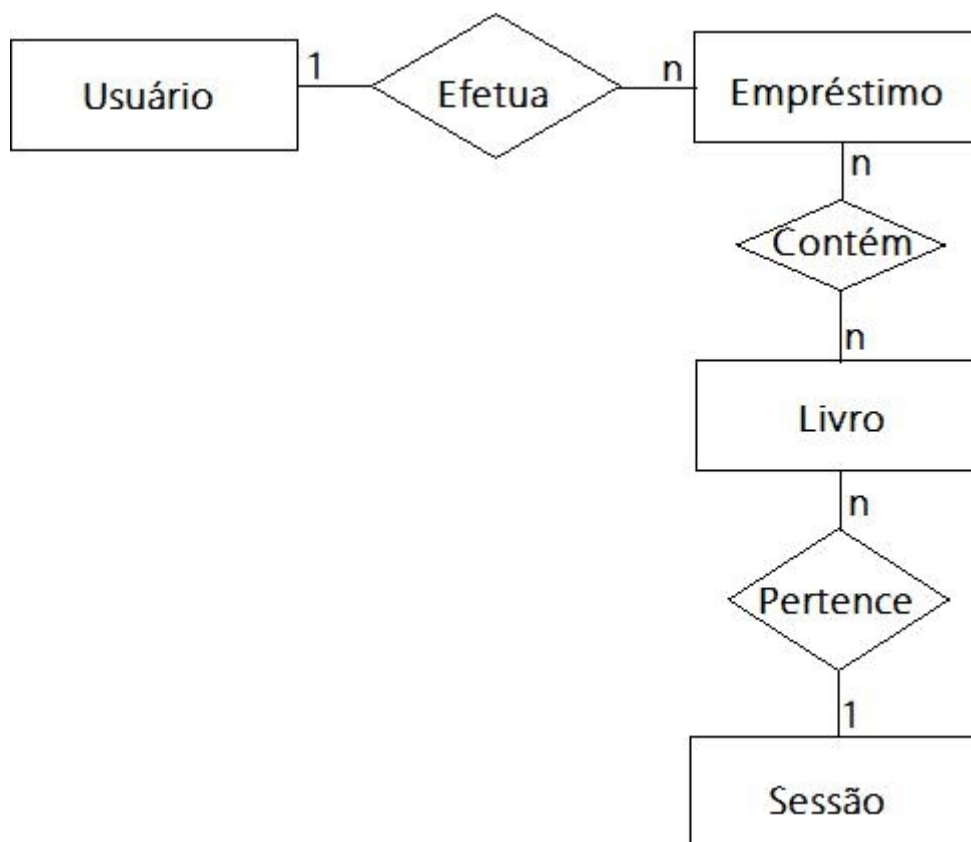 Usuário
1
Efetua
n
Empréstimo
n
Contém
n
Livro
n
Pertence
1
Sessão